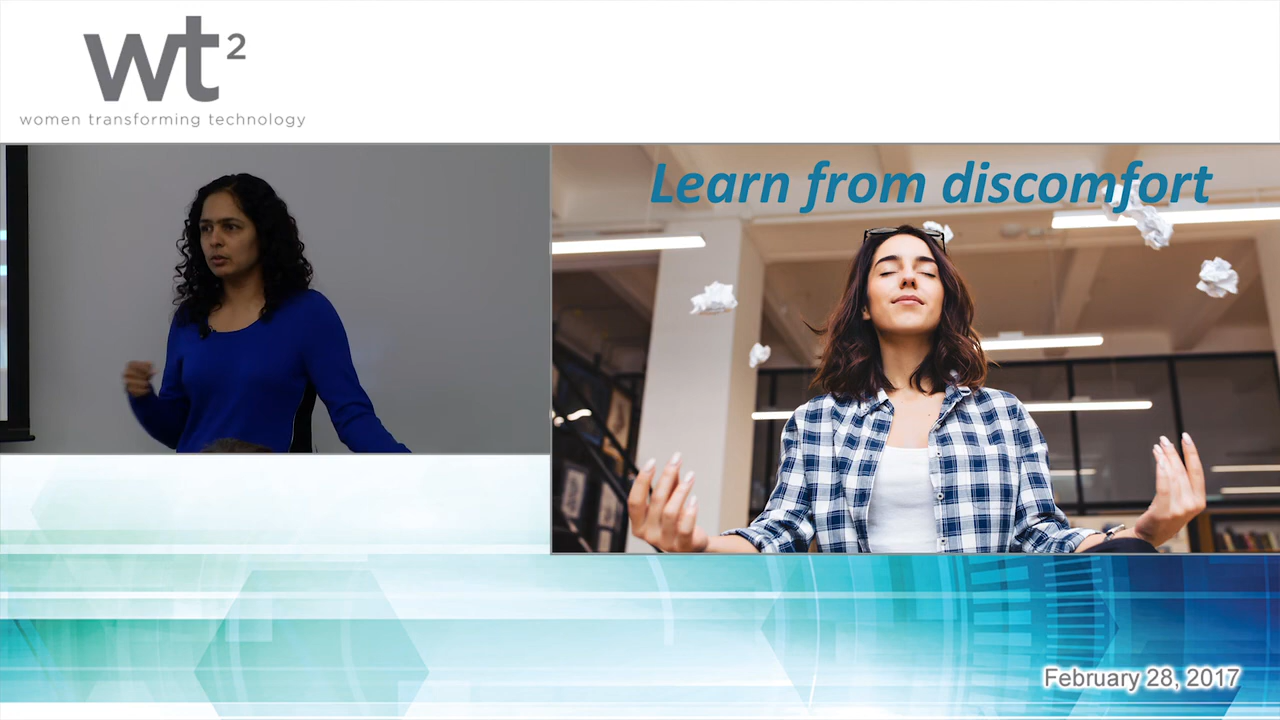 wt2
women transforming technology
Learn from discomfort
February 28, 2017